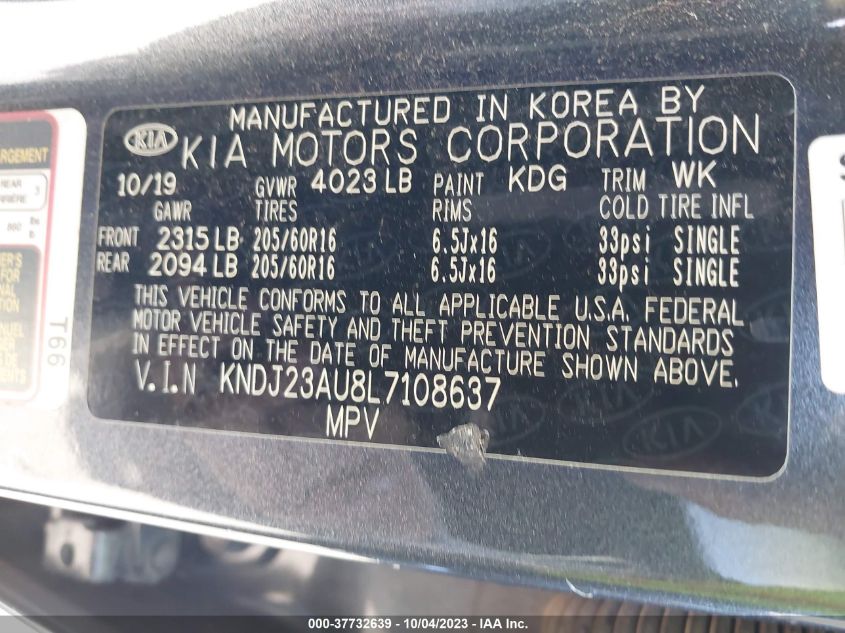 MANUFACTURED IN KOREA BY
KIA KIA MOTORS CORPORATION
10/19 GVWR 4023 LB PAINT KDG TRIM WK
GAWR TIRES RIMS COLD TIRE INFL
FRONT 2315 LB 205/60R16 6.5Jx16 33psi SINGLE
REAR 2094 LB 205/60R16 6.5Jx16 33psi SINGLE
THIS VEHICLE CONFORMS TO ALL APPLICABLE U.S.A. FEDERAL
MOTOR VEHICLE SAFETY AND THEFT PREVENTION STANDARDS
IN EFFECT ON THE DATE OF MANUFACTURE SHOWN ABOVE.
V.I.N KNDJ23AU8L7108637
MPV
T66
REAR
000-37732639 - 10/04/2023 - IAA Inc.